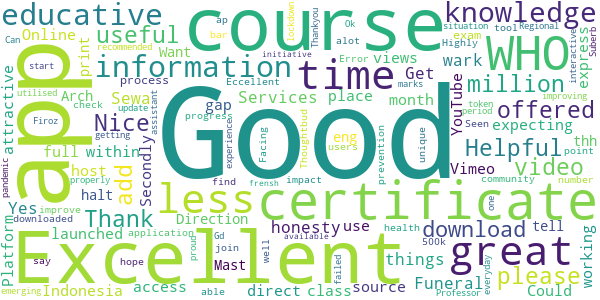 educative
useful
Online
Can
start
print
process
Want
Arch
check
attractive
Firoz
getting
full
within
host
pandemic
properly
Yes
add
Secondly
halt
downloaded
Platform
improve
launched
application
say
hope
Indonesia
emerging
access
able
app
course
Good
Excellent
information
ap
bar
Lockdown
Thankyou
Ok
alot
Error
views
recommended
initiative
Sewa
gap
Services
place
update
assistant
progress
month
Nice
experience
Facing
eng
users
Thoughtbud
prevention
unique
find
frensh
impact
less
certificate
Thank
Direction
honesty
use
Gd
join
proud
well
available
Mast
direct
class
source
failed
health
things
Funeral
500k
time
Get
knowledge
situation
Regional
tool
Highly
exam
wark
WHO
million
marks
YouTube
offered
token
period
Seen
expecting
Helpful
Vimeo
video
express
interactive
Suberb
improving
thh
point
community
number
download
tell
one
great
please
everyday
Professor
Could
working
utilised
Eccellent